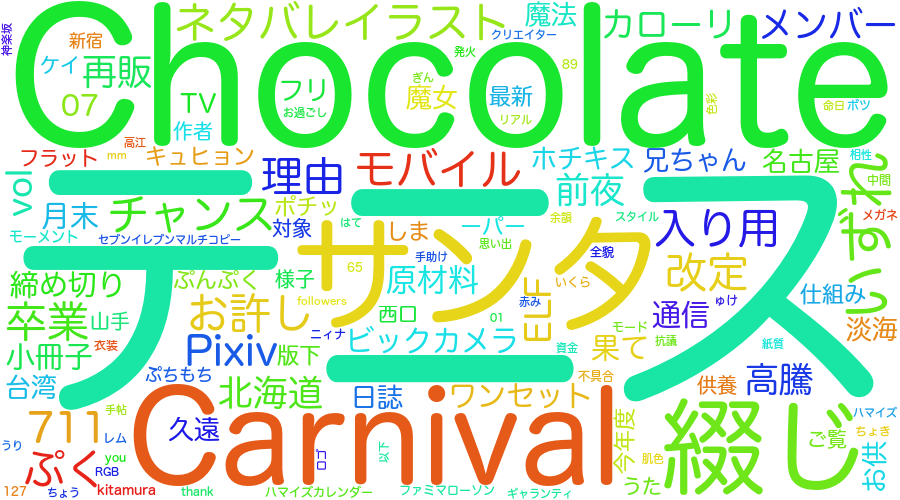 神楽坂
Chocolate
ネタバレイラスト
魔法
カローリ
メンバー
新宿
ケイ
再販
07
TV
作者
フリ
お過ごし
ぎん
魔女
発火
クリエイター
最新
リアル
89
色彩
命日
ポツ
高江
mm
フラット
キュヒョン
理由
モバイル
ホチキス
兄ちゃん
名古屋
相性
中間
vol
月末
チャンス
ポチッ
対象
はて
しま
ーパー
前夜
余韻
スタイル
入り用
いずれ
メガネ
モーメント
セブンイレブンマルチコピー
テニス
サンタ
思い出
全貌
手助け
いくら
改定
締め切り
ぷんぷく
様子
65
原材料
仕組み
followers
赤み
ELF
ゅけ
卒業
山手
衣装
お許し
西口
01
モード
通信
抗議
淡海
小冊子
Pixiv
版下
ニィナ
ビックカメラ
資金
果て
紙質
台湾
ぷちもち
北海道
日誌
ワンセット
不具合
供養
高騰
711
手帖
Carnival
綴じ
ハマイズ
うり
レム
久遠
今年度
肌色
ご覧
ちょぎ
お供
ぷく
you
RGB
ロゴ
以下
うた
127
ちょう
kitamura
thank
ハマイズカレンダー
ファミマローソン
ギャランティ